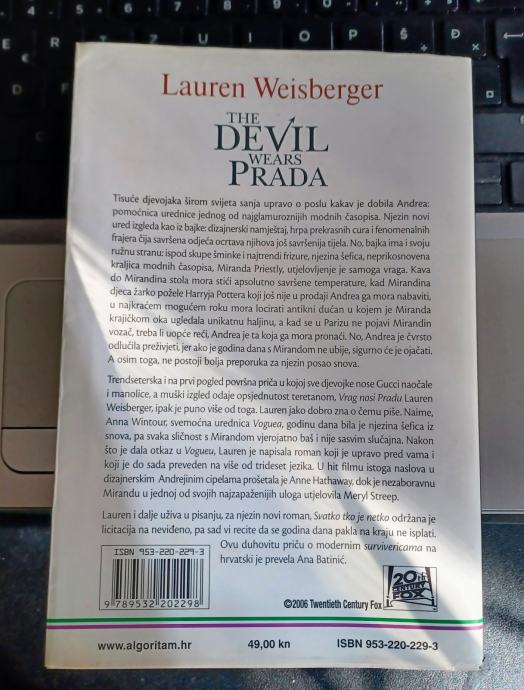 4 5 6 7 8 9 0
E R T Z U I O P Š Đ
€
D F
Lauren Weisberger
THE
DEVIL
WEARS
PRADA
Tisuće djevojaka širom svijeta sanja upravo o poslu kakav je dobila Andrea:
pomoćnica urednice jednog od najglamuroznijih modnih časopisa. Njezin novi
ured izgleda kao iz bajke: dizajnerski namještaj, hrpa prekrasnih cura i fenomenalnih
frajera čija savršena odjeća ocrtava njihova još savršenija tijela. No, bajka ima i svoju
ružnu stranu: ispod skupe šminke i najtrendi frizure, njezina šefica, neprikosnovena
kraljica modnih časopisa, Miranda Priestly, utjelovljenje je samoga vraga. Kava
do Mirandina stola mora stići apsolutno savršene temperature, kad Mirandina
djeca žarko požele Harryja Pottera koji još nije u prodaji Andrea ga mora nabaviti,
u najkraćem mogućem roku mora locirati antikni dućan u kojem je Miranda
krajičkom oka ugledala unikatnu haljinu, a kad se u Parizu ne pojavi Mirandin
vozač, treba li uopće reći, Andrea je ta koja ga mora pronaći. No, Andrea je čvrsto
odlučila preživjeti, jer ako je godina dana s Mirandom ne ubije, sigurno će je ojačati.
A osim toga, ne postoji bolja preporuka za njezin posao snova.
Trendseterska i na prvi pogled površna priča u kojoj sve djevojke nose Gucci naočale
i manolice, a muški izgled odaje opsjednutost teretanom, Vrag nosi Pradu Lauren
Weisberger, ipak je puno više od toga. Lauren jako dobro zna o čemu piše. Naime,
Anna Wintour, svemoćna urednica Voguea, godinu dana bila je njezina šefica iz
snova, pa svaka sličnost s Mirandom vjerojatno baš i nije sasvim slučajna. Nakon
što je dala otkaz u Vogueu, Lauren je napisala roman koji je upravo pred vama i
koji je do sada preveden na više od trideset jezika. U hit filmu istoga naslova u
dizajnerskim Andrejinim cipelama prošetala je Anne Hathaway, dok je nezaboravnu
Mirandu u jednoj od svojih najzapaženijih uloga utjelovila Meryl Streep.
Lauren i dalje uživa u pisanju, za njezin novi roman, Svatko tko je netko održana je
licitacija na neviđeno, pa sad vi recite da se godina dana pakla na kraju ne isplati.
Ovu duhovitu priču o modernim survivericama na
hrvatski je prevela Ana Batinić.
ISBN 953-220-229-3
9 789532 202298
©2006 Twentieth Century Fox
20th
CENTURY
FOX
www.algoritam.hr
49,00 kn
ISBN 953-220-229-3